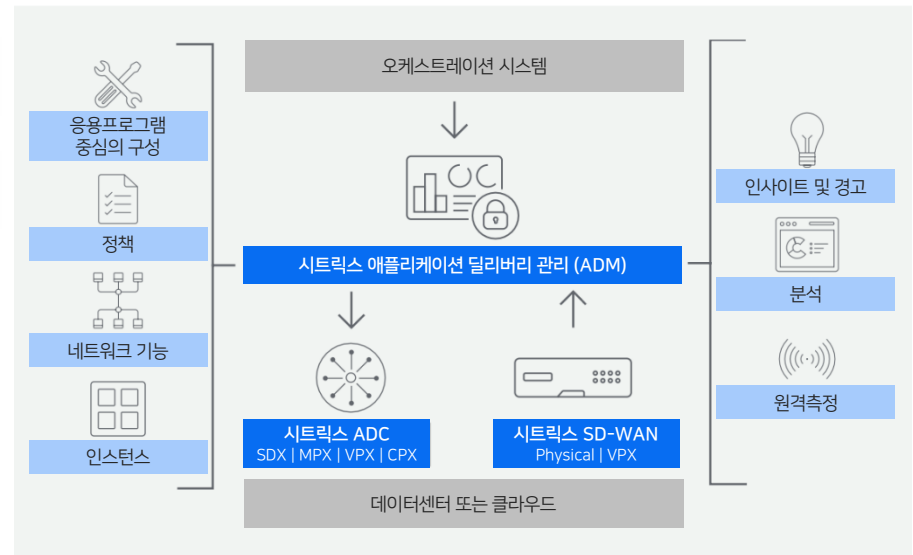 오케스트레이션 시스템
응용프로그램
중심의 구성
정책
네트워크 기능
인스턴스
시트릭스 애플리케이션 딜리버리 관리 (ADM)
시트릭스 ADC
SDX | MPX | VPX | CPX
시트릭스 SD-WAN
Physical | VPX
데이터센터 또는 클라우드
인사이트 및 경고
분석
원격측정